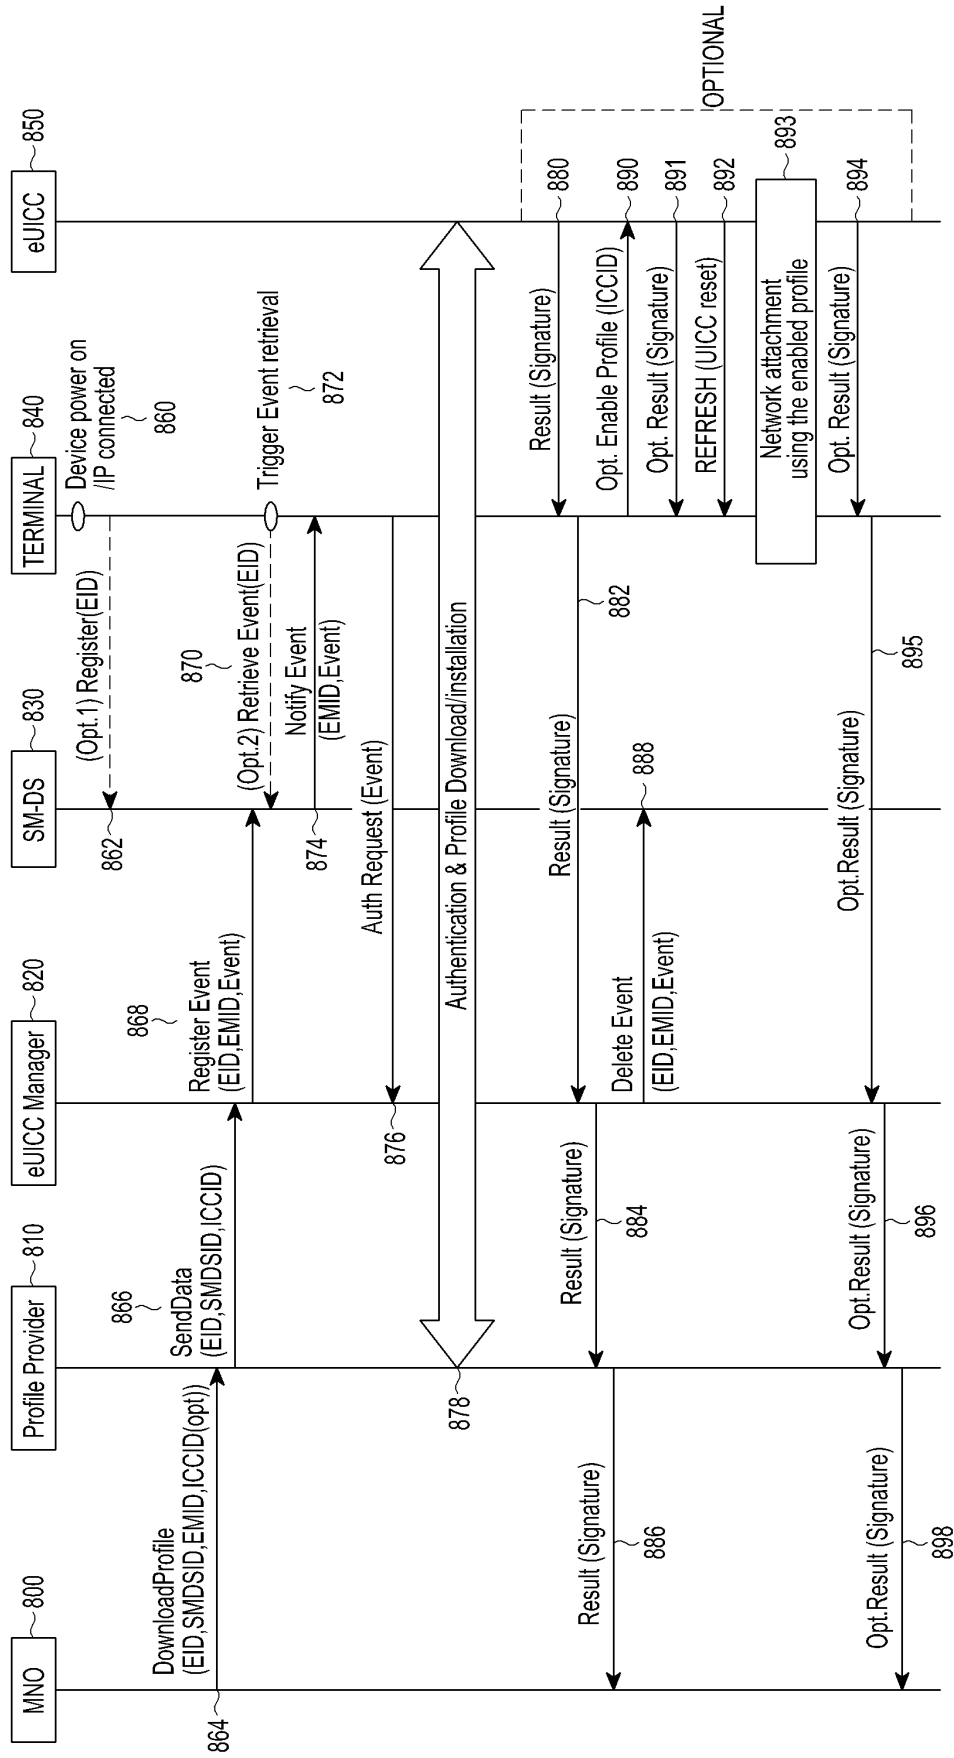 MNO
800
Profile Provider
810
eUICC Manager
820
SM-DS
830
TERMINAL
840
eUICC
850
Device power on
/IP connected
860
(Opt.1) Register(EID)
862
DownloadProfile
(EID,SMDSID,EMID,ICCID(opt))
864
866
SendData
(EID,SMDSID,ICCID)
868
Register Event
(EID,EMID,Event)
870
(Opt.2) Retrieve Event(EID)
Trigger Event retrieval
872
Notify Event
(EMID,Event)
874
Auth Request (Event)
876
Authentication & Profile Download/installation
878
OPTIONAL
Result (Signature)
880
Result (Signature)
882
Result (Signature)
884
Result (Signature)
886
Delete Event
(EID,EMID,Event)
888
Opt. Enable Profile (ICCID)
890
Opt. Result (Signature)
891
REFRESH (UICC reset)
892
Network attachment
using the enabled profile
893
Opt. Result (Signature)
894
Opt.Result (Signature)
895
Opt.Result (Signature)
896
Opt.Result (Signature)
898